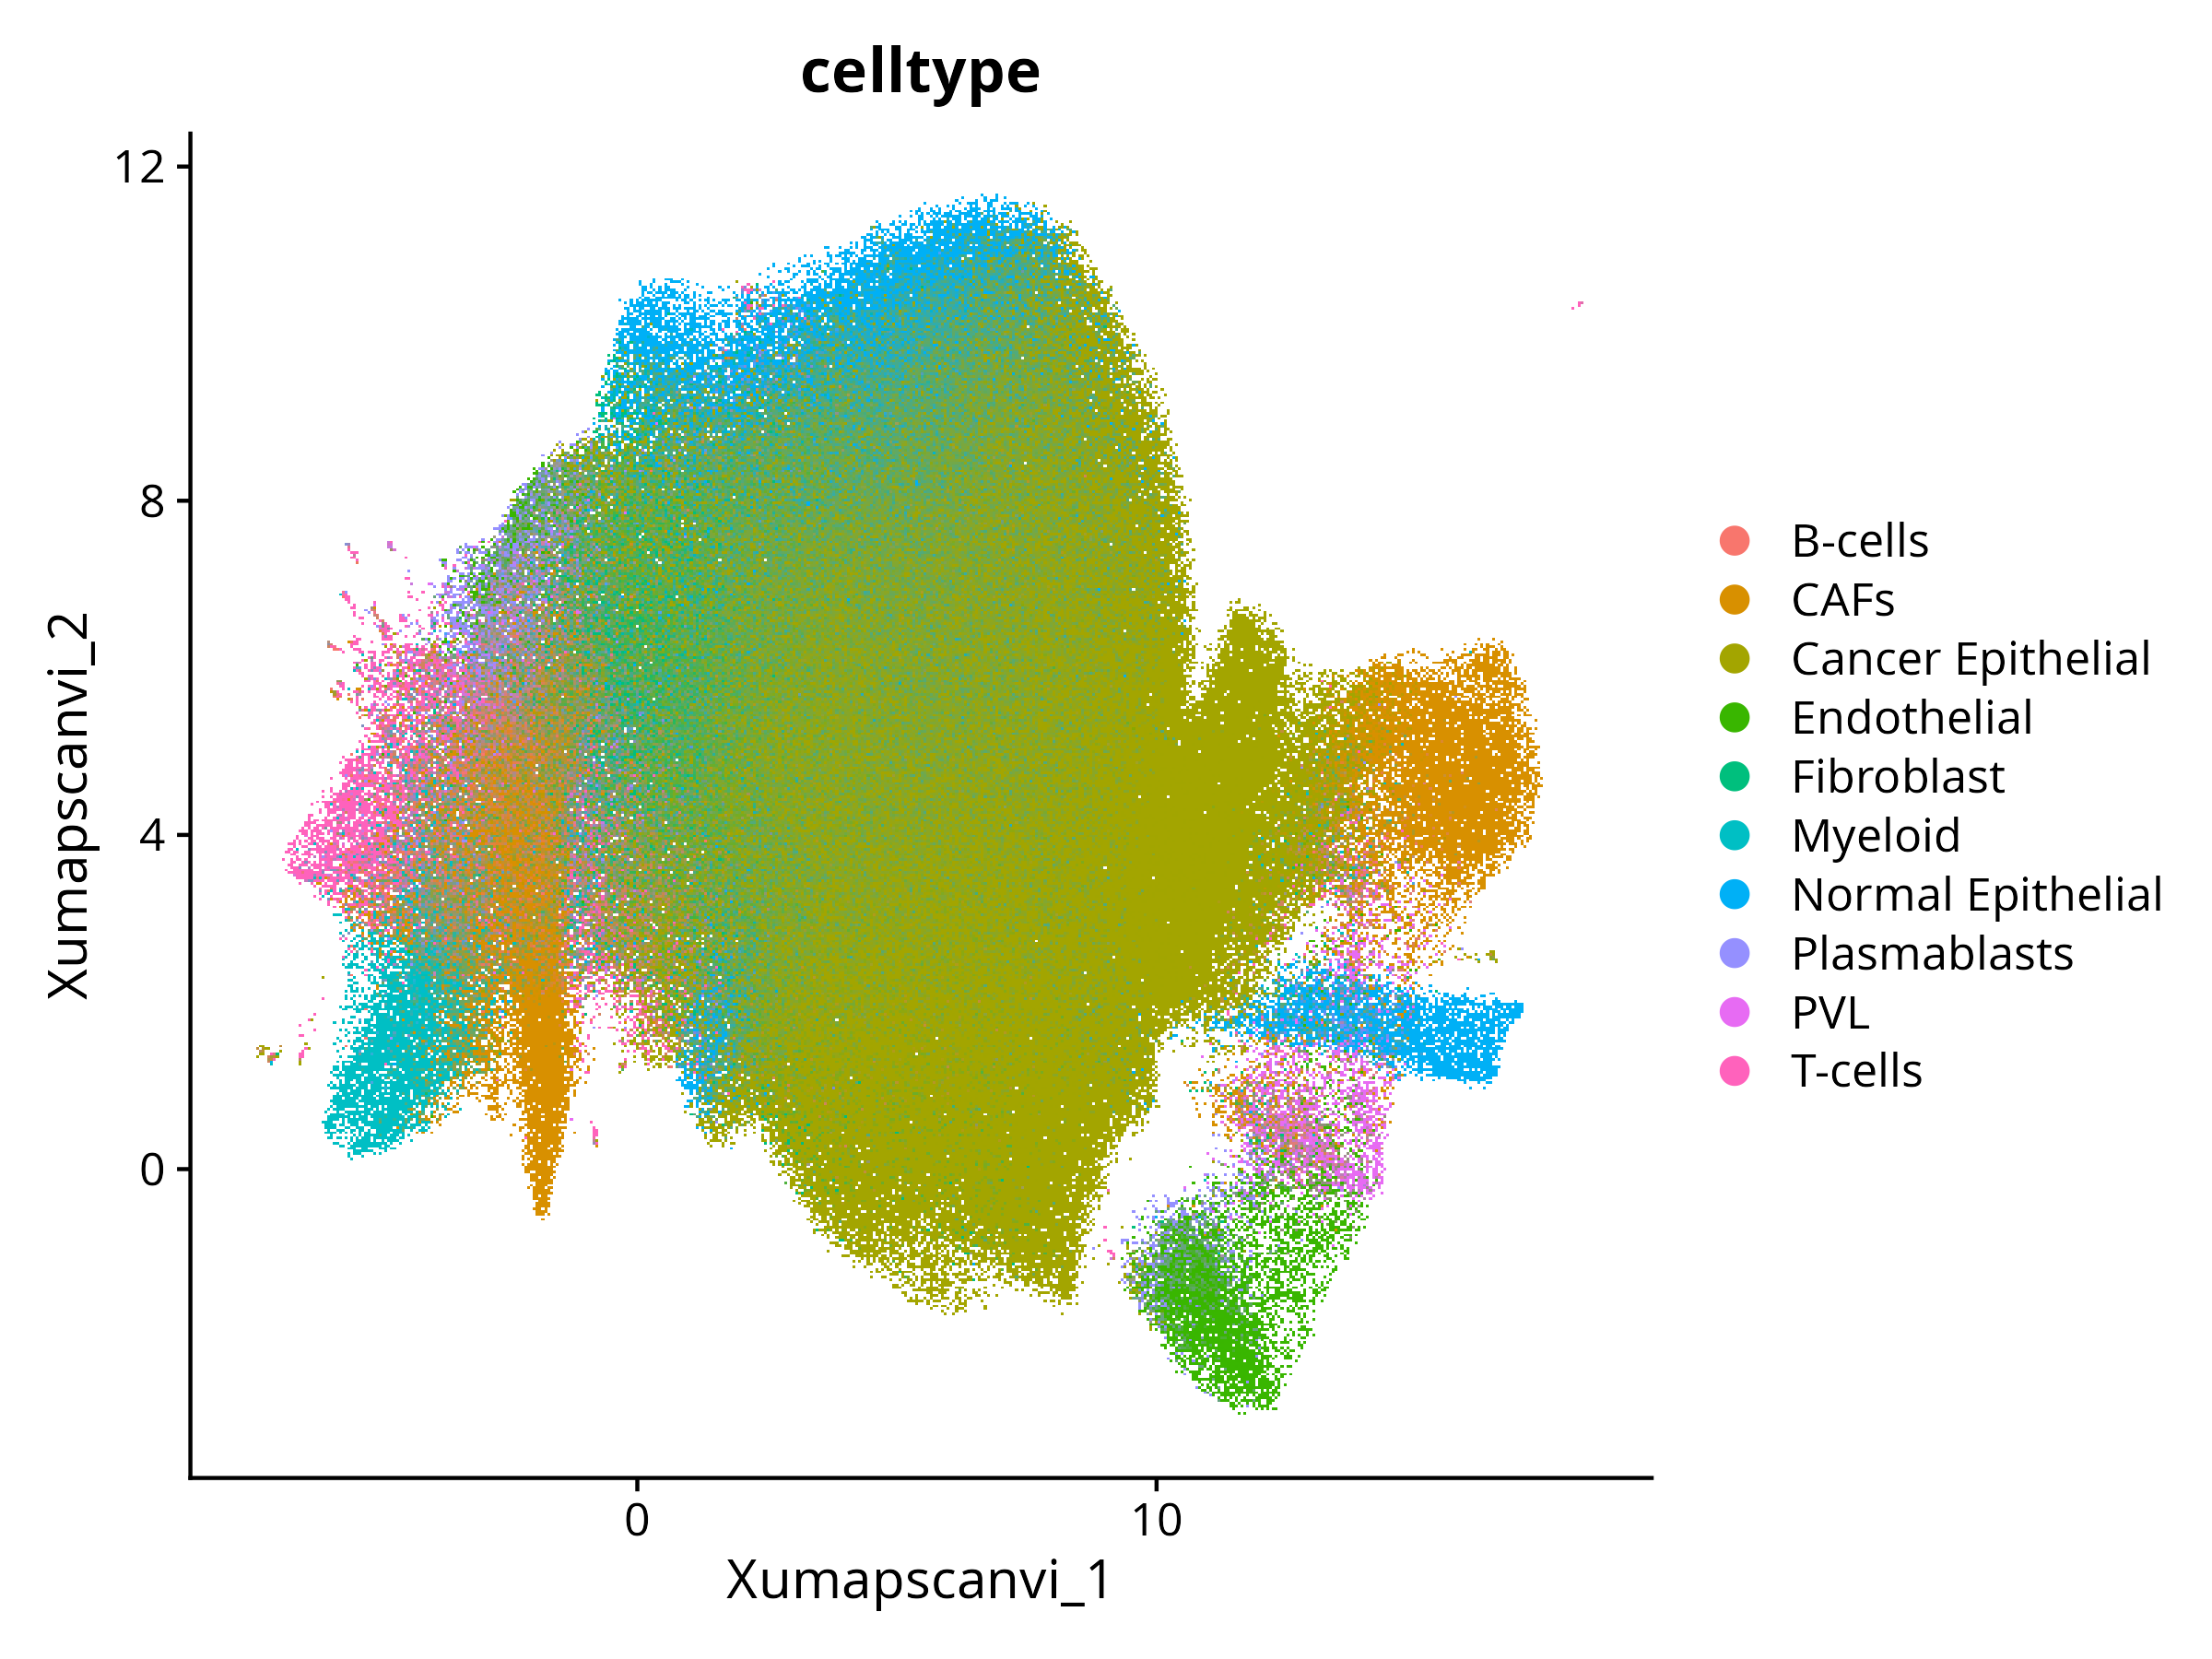 celltype
12
8
4
0
Xumapscanvi_2
0
10
Xumapscanvi_1
B-cells
CAFs
Cancer Epithelial
Endothelial
Fibroblast
Myeloid
Normal Epithelial
Plasmablasts
PVL
T-cells